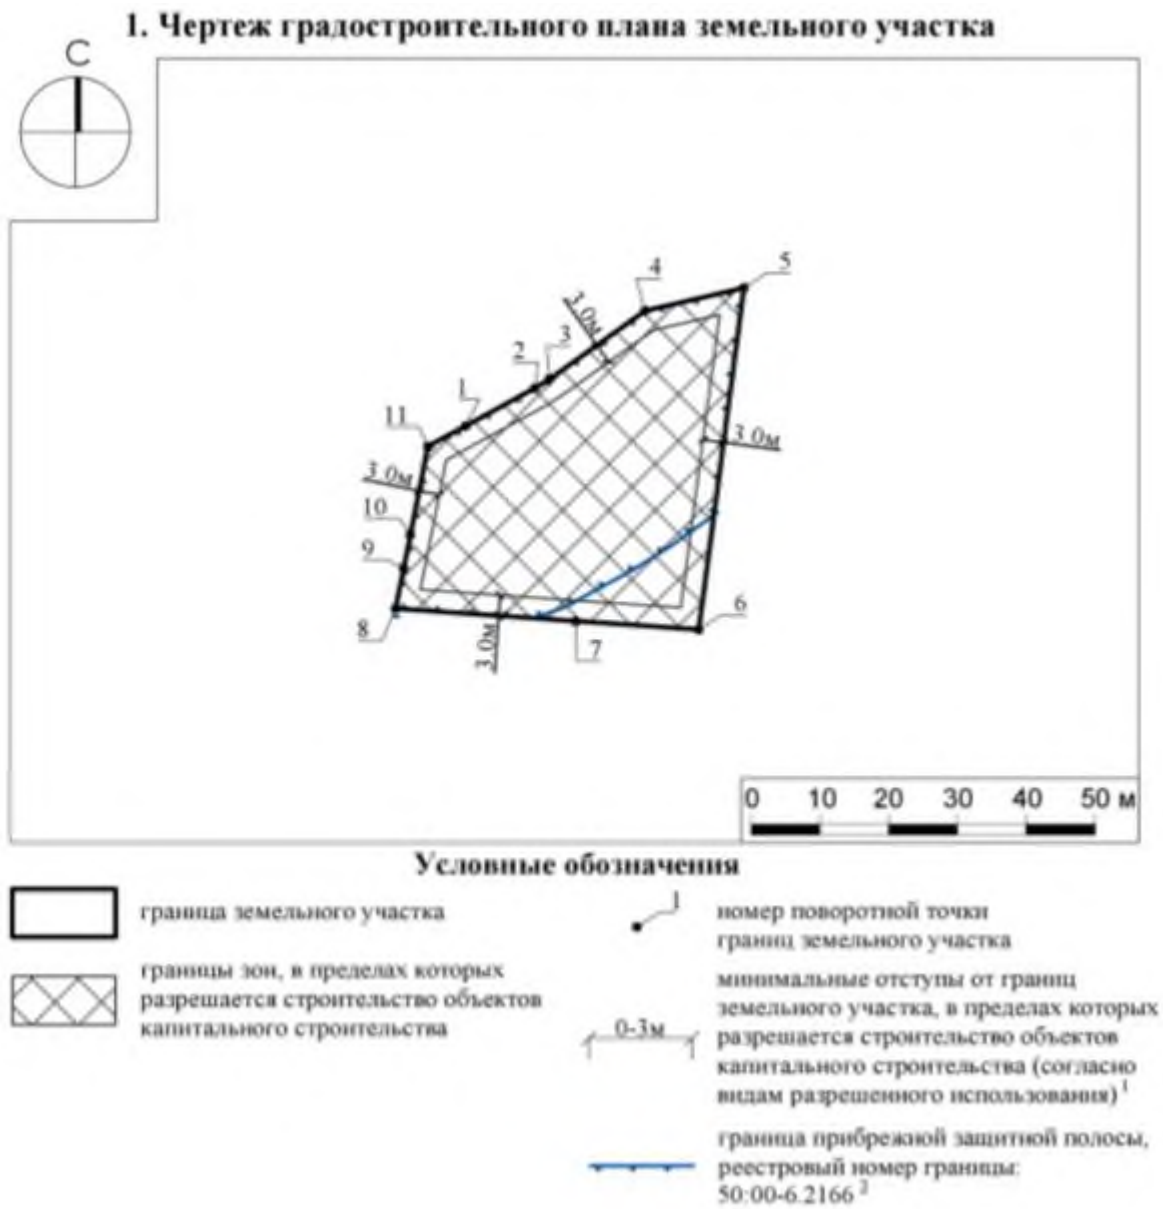 1. Чертеж градостроительного плана земельного участка
С
4
5
3.0м
3
2
1
11
3.0м
3.0м
10
9
8
6
7
3.0м
0 10 20 30 40 50 м
Условные обозначения
граница земельного участка
границы зон, в пределах которых
разрешается строительство объектов
капитального строительства
1
номер поворотной точки
границ земельного участка
0-3м
минимальные отступы от границ
земельного участка, в пределах которых
разрешается строительство объектов
капитального строительства (согласно
видам разрешенного использования) 1
граница прибрежной защитной полосы,
реестровый номер границы:
50:00-6.2166 2